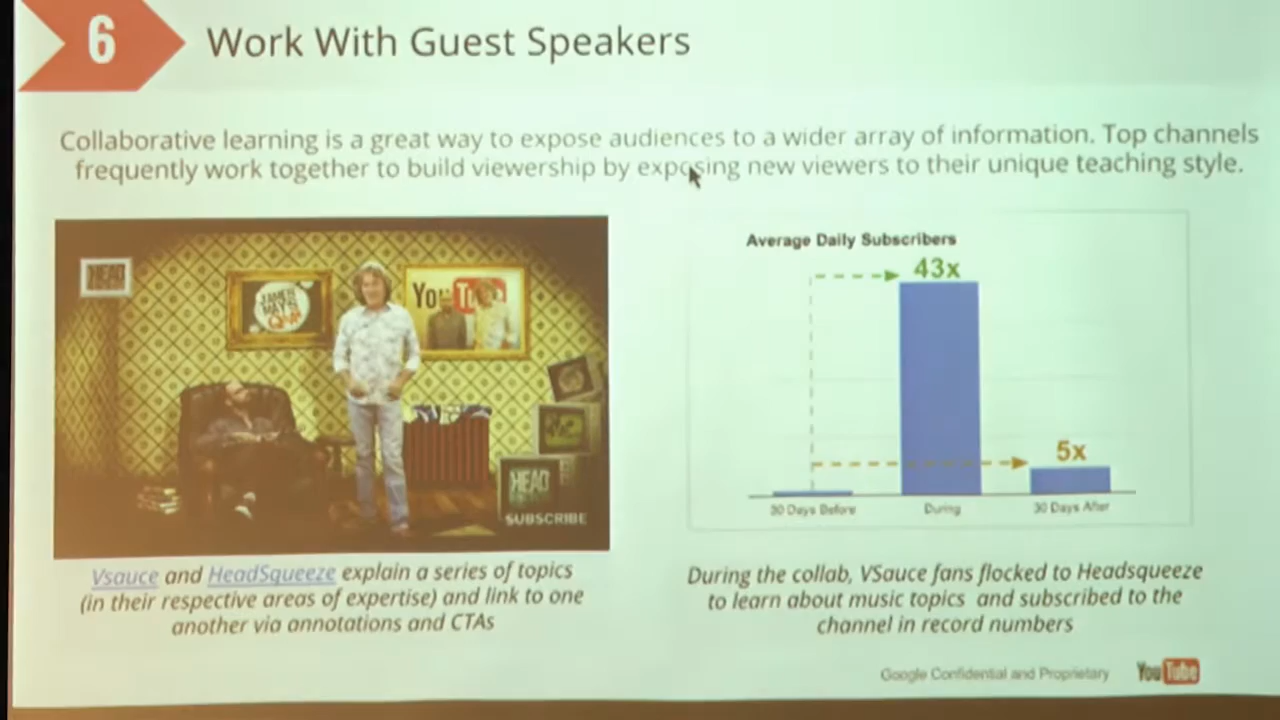 6
Work With Guest Speakers
Collaborative learning is a great way to expose audiences to a wider array of information. Top channels
frequently work together to build viewership by exposing new viewers to their unique teaching style.
HEAD
JAMES MAY'S Q&A
YouTube
HEAD
SUBSCRIBE
Vsauce and HeadSqueeze explain a series of topics
(in their respective areas of expertise) and link to one
another via annotations and CTAs
Average Daily Subscribers
43x
5x
30 Days Before
During
30 Days After
During the collab, VSauce fans flocked to Headsqueeze
to learn about music topics and subscribed to the
channel in record numbers
Google Confidential and Proprietary
YouTube